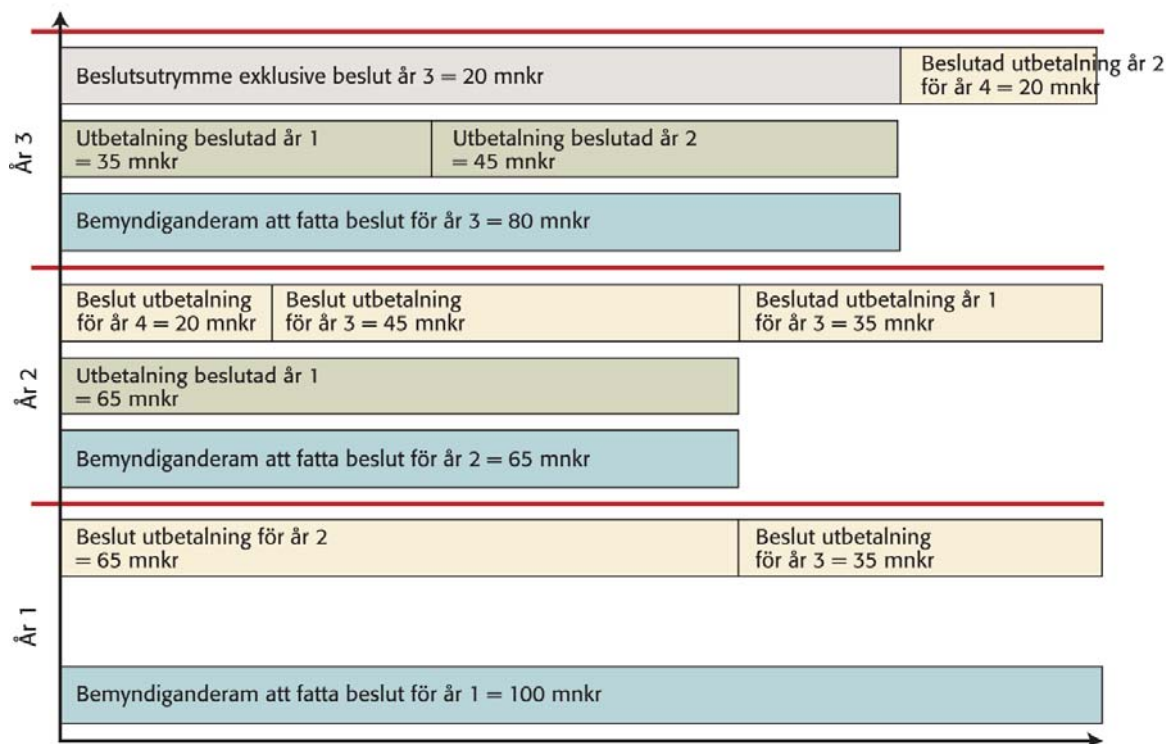 År 3
Beslutsutrymme exklusive beslut år 3 = 20 mnkr
Beslutad utbetalning år 2
för år 4 = 20 mnkr
Utbetalning beslutad år 1
= 35 mnkr
Utbetalning beslutad år 2
= 45 mnkr
Bemyndiganderam att fatta beslut för år 3 = 80 mnkr
År 2
Beslut utbetalning
för år 4 = 20 mnkr
Beslut utbetalning
för år 3 = 45 mnkr
Beslutad utbetalning år 1
för år 3 = 35 mnkr
Utbetalning beslutad år 1
= 65 mnkr
Bemyndiganderam att fatta beslut för år 2 = 65 mnkr
År 1
Beslut utbetalning för år 2
= 65 mnkr
Beslut utbetalning
för år 3 = 35 mnkr
Bemyndiganderam att fatta beslut för år 1 = 100 mnkr